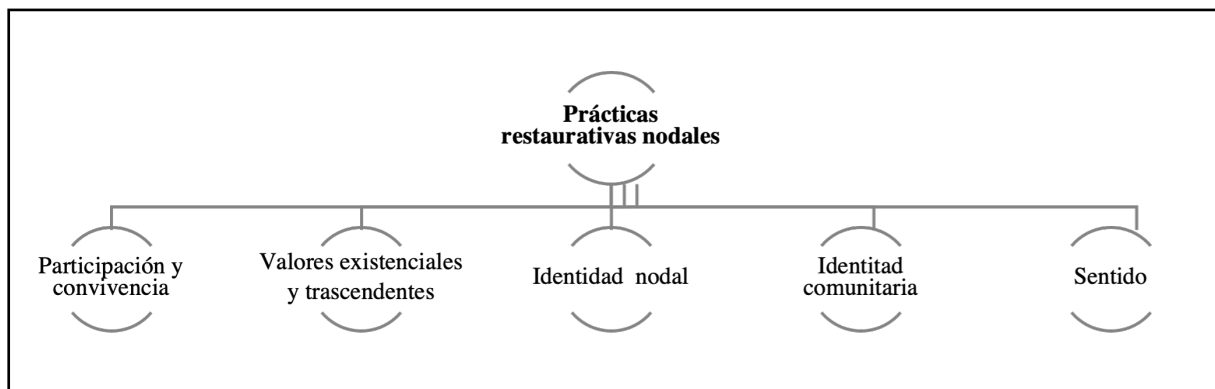 Prácticas
restaurativas nodales
Participación y
convivencia
Valores existenciales
y trascendentes
Identidad nodal
Identitad
comunitaria
Sentido